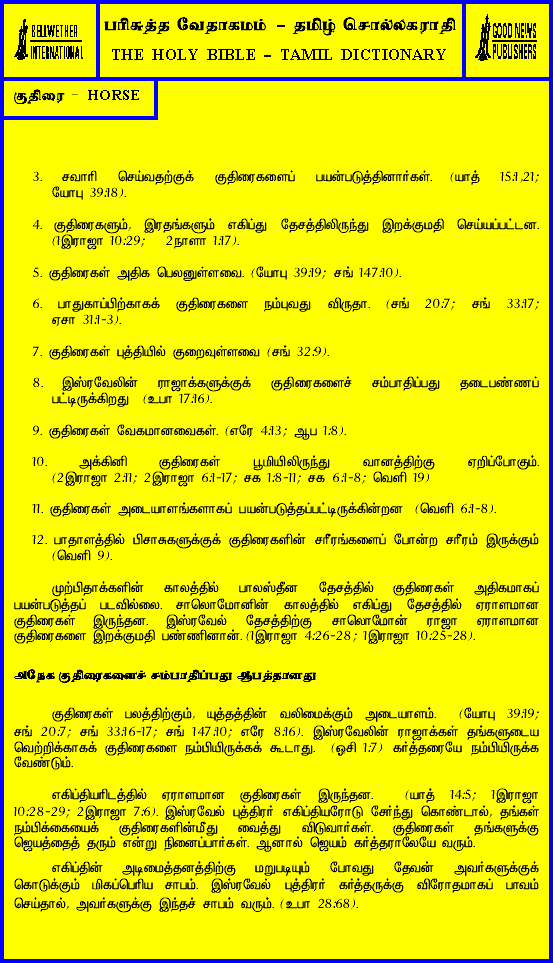 BELLWETHER
INTERNATIONAL
பரிசுத்த வேதாகமம் – தமிழ் சொல்லகராதி
THE HOLY BIBLE – TAMIL DICTIONARY
GOOD NEWS
PUBLISHERS
குதிரை - HORSE
3. சவாரி செய்வதற்குக் குதிரைகளைப் பயன்படுத்தினார்கள். (யாத் 15:1,21;
யோபு 39:18).
4. குதிரைகளும், இரதங்களும் எகிப்து தேசத்திலிருந்து இறக்குமதி செய்யப்பட்டன.
(1இராஜா 10:29; 2நாளா 1:17).
5. குதிரைகள் அதிக பெலனுள்ளவை. (யோபு 39:19; சங் 147:10).
6. பாதுகாப்பிற்காகக் குதிரைகளை நம்புவது விருதா. (சங் 20:7; சங் 33:17;
ஏசா 31:1-3).
7. குதிரைகள் புத்தியில் குறைவுள்ளவை (சங் 32:9).
8. இஸ்ரவேலின் ராஜாக்களுக்குக் குதிரைகளைச் சம்பாதிப்பது தடைபண்ணப்
பட்டிருக்கிறது (உபா 17:16).
9. குதிரைகள் வேகமானவைகள். (எரே 4:13; ஆப 1:8).
10. அக்கினி குதிரைகள் பூமியிலிருந்து வானத்திற்கு ஏறிப்போகும்.
(2இராஜா 2:11; 2இராஜா 6:1-17; சக 1:8-11; சக 6:1-8; வெளி 19)
11. குதிரைகள் அடையாளங்களாகப் பயன்படுத்தப்பட்டிருக்கின்றன (வெளி 6:1-8).
12. பாதாளத்தில் பிசாசுகளுக்குக் குதிரைகளின் சரீரங்களைப் போன்ற சரீரம் இருக்கும்
(வெளி 9).
முற்பிதாக்களின் காலத்தில் பாலஸ்தீன தேசத்தில் குதிரைகள் அதிகமாகப்
பயன்படுத்தப் படவில்லை. சாலொமோனின் காலத்தில் எகிப்து தேசத்தில் ஏராளமான
குதிரைகள் இருந்தன. இஸ்ரவேல் தேசத்திற்கு சாலொமோன் ராஜா ஏராளமான
குதிரைகளை இறக்குமதி பண்ணினான். (1இராஜா 4:26-28; 1இராஜா 10:25-28).
அநேக குதிரைகளைச் சம்பாதிப்பது ஆபத்தானது
குதிரைகள் பலத்திற்கும், யுத்தத்தின் வலிமைக்கும் அடையாளம். (யோபு 39:19;
சங் 20:7; சங் 33:16-17; சங் 147:10; எரே 8:16). இஸ்ரவேலின் ராஜாக்கள் தங்களுடைய
வெற்றிக்காகக் குதிரைகளை நம்பியிருக்கக் கூடாது. (ஓசி 1:7) கர்த்தரையே நம்பியிருக்க
வேண்டும்.
எகிப்தியரிடத்தில் ஏராளமான குதிரைகள் இருந்தன. (யாத் 14:5; 1இராஜா
10:28-29; 2இராஜா 7:6). இஸ்ரவேல் புத்திரர் எகிப்தியரோடு சேர்ந்து கொண்டால், தங்கள்
நம்பிக்கையைக் குதிரைகளின்மீது வைத்து விடுவார்கள். குதிரைகள் தங்களுக்கு
ஜெயத்தைத் தரும் என்று நினைப்பார்கள். ஆனால் ஜெயம் கர்த்தராலேயே வரும்.
எகிப்தின் அடிமைத்தனத்திற்கு மறுபடியும் போவது தேவன் அவர்களுக்குக்
கொடுக்கும் மிகப்பெரிய சாபம். இஸ்ரவேல் புத்திரர் கர்த்தருக்கு விரோதமாகப் பாவம்
செய்தால், அவர்களுக்கு இந்தச் சாபம் வரும். (உபா 28:68).